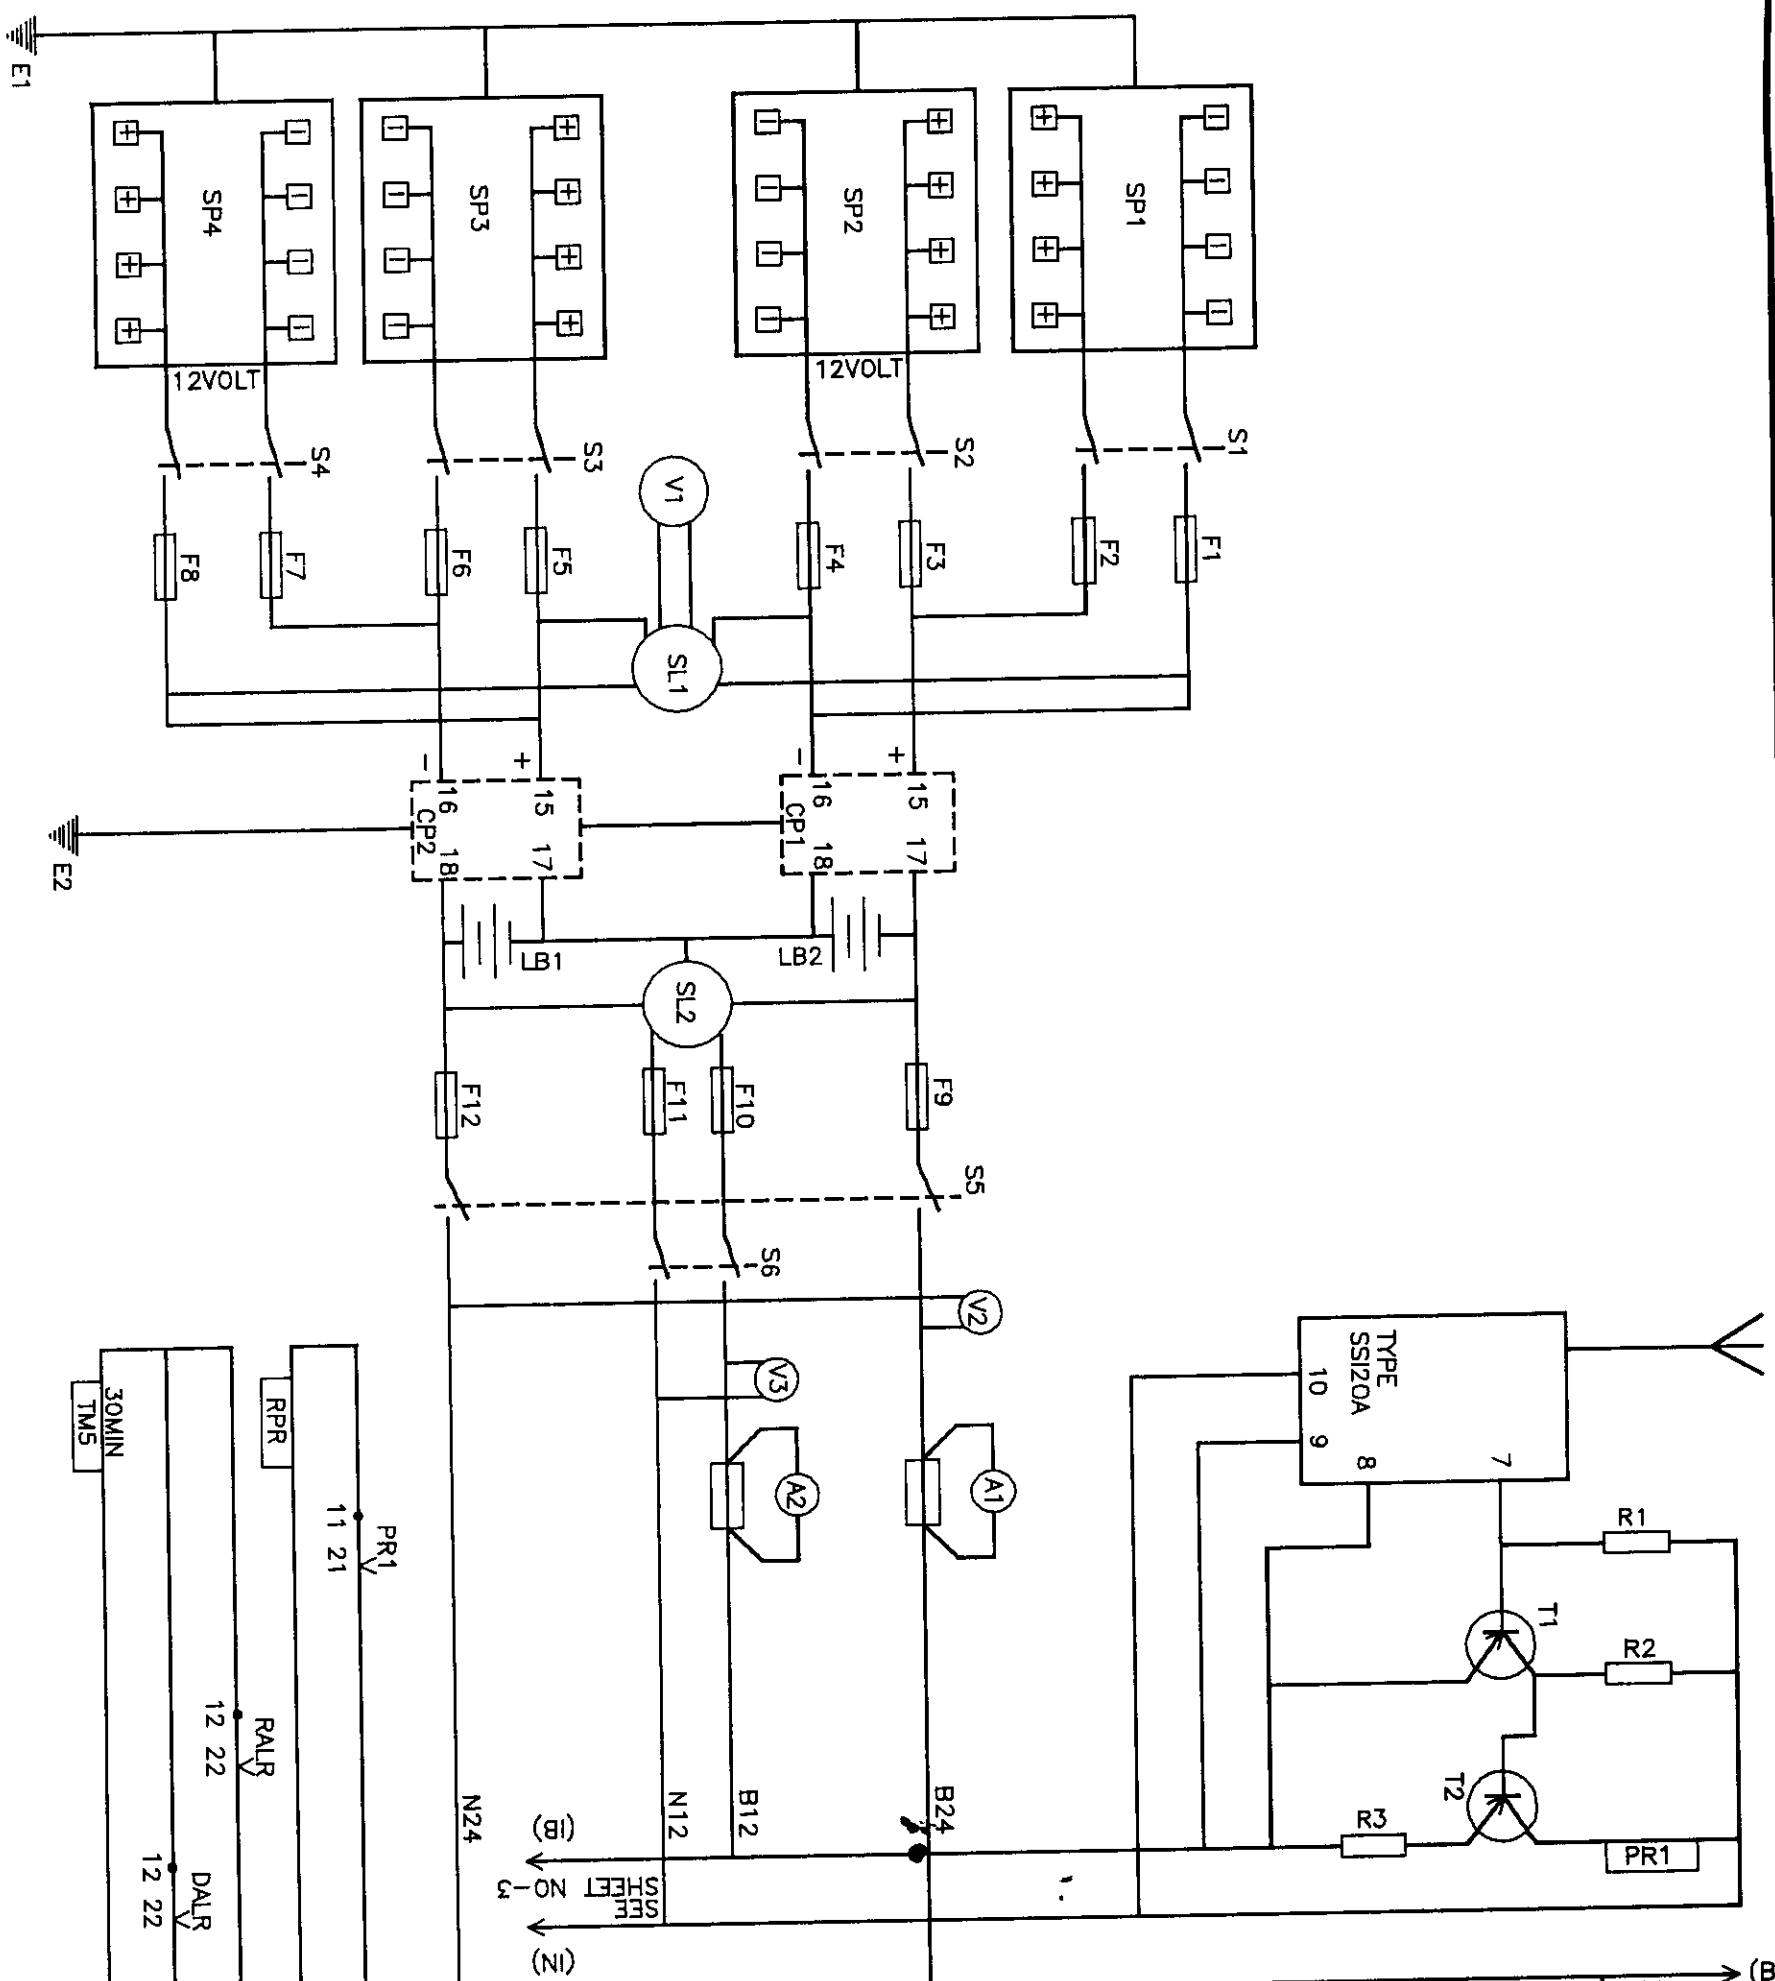 E1
SP4
SP3
SP2
SP1
12VOLT
12VOLT
S4
S3
S2
S1
V1
F8
F7
F6
F5
F4
F3
F2
F1
SL1
-
+
-
+
16
15
CP2
18
17
16
15
CP1
18
17
E2
LB1
LB2
SL2
F12
F11
F10
F9
S5
S6
V2
V3
TYPE
SS120A
10
9
8
7
30MIN
TM5
RPR
A2
A1
PR1
11 21
R1
T1
R2
T2
R3
PR1
RALR
12 22
DALR
12 22
N24
N12
B12
B24
(IB)
SEE
SHEET NO-3
(IN)
(B